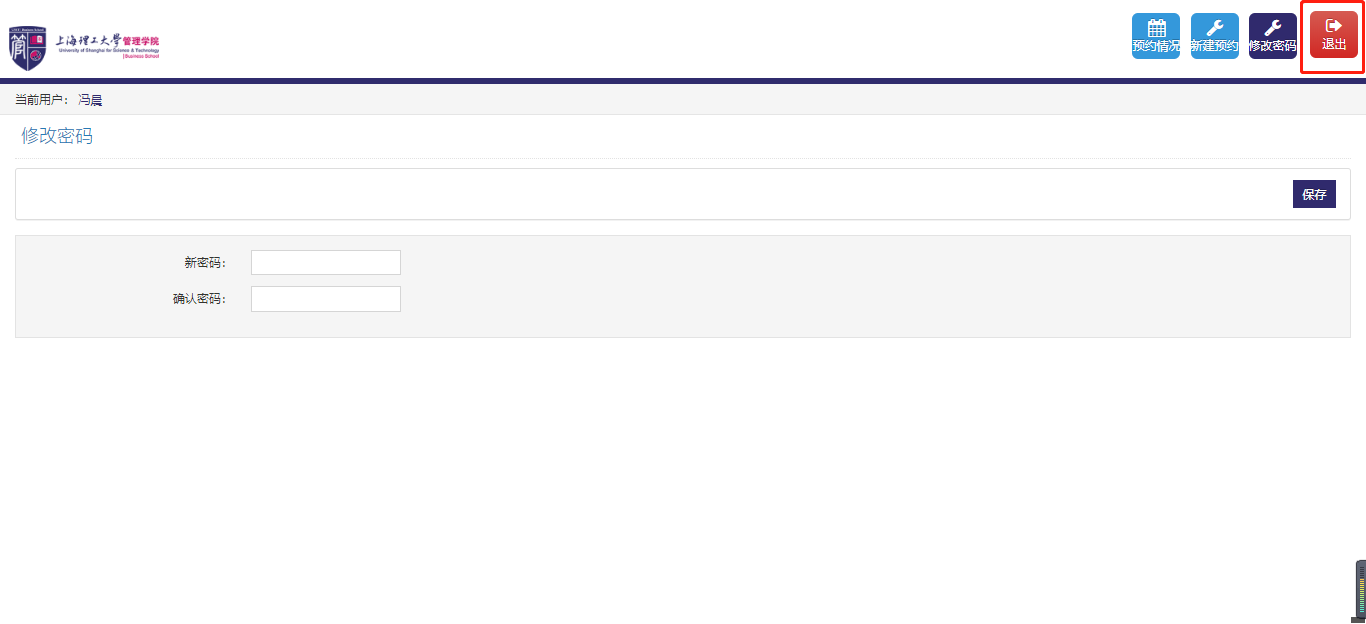 上海理工大学管理学院
University of Shanghai for Science & Technology
| Business School
预约情况
新建预约
修改密码
退出
当前用户: 冯晨
修改密码
保存
新密码:
确认密码: